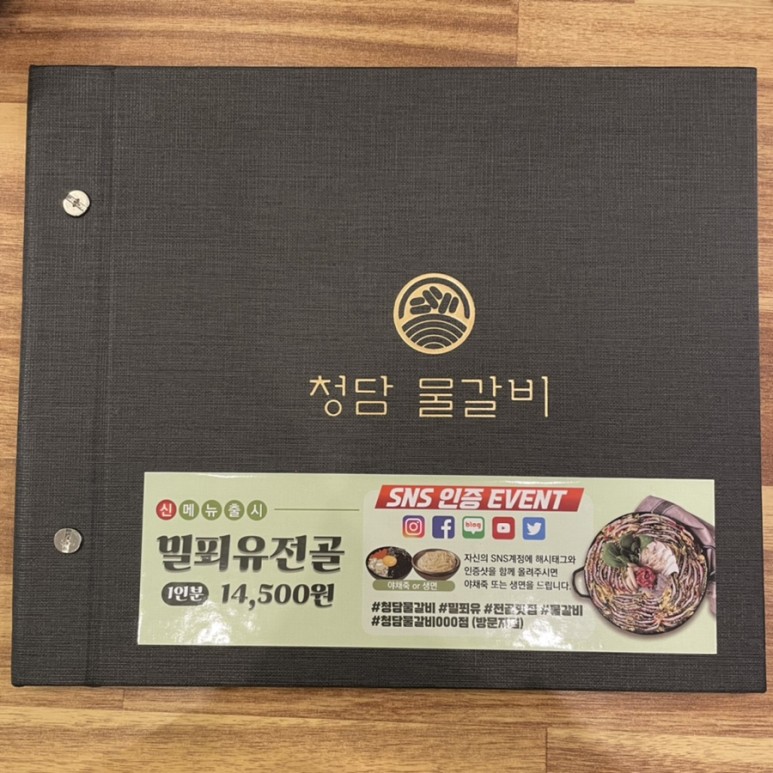 청담 물갈비
신메뉴출시
밀푀유전골
1인분 14,500원
SNS 인증 EVENT
blog
야채죽 or 생면
자신의 SNS계정에 해시태그와
인증샷을 함께 올려주시면
야채죽 또는 생면을 드립니다.
#청담물갈비 #밀푀유 #전골맛집 #물갈비
#청담물갈비000점 (방문지점)